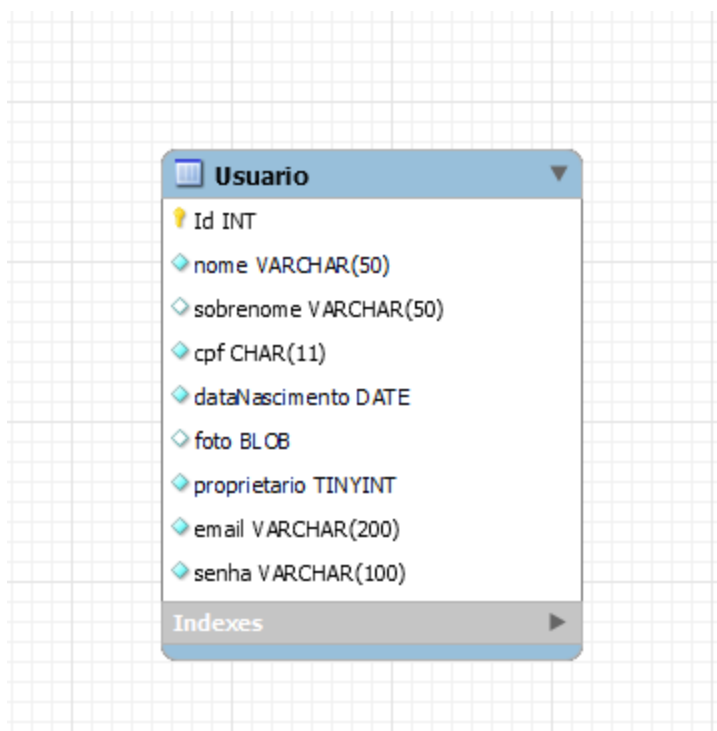 Usuario
Id INT
nome VARCHAR(50)
sobrenome VARCHAR(50)
cpf CHAR(11)
dataNascimento DATE
foto BLOB
proprietario TINYINT
email VARCHAR(200)
senha VARCHAR(100)
Indexes